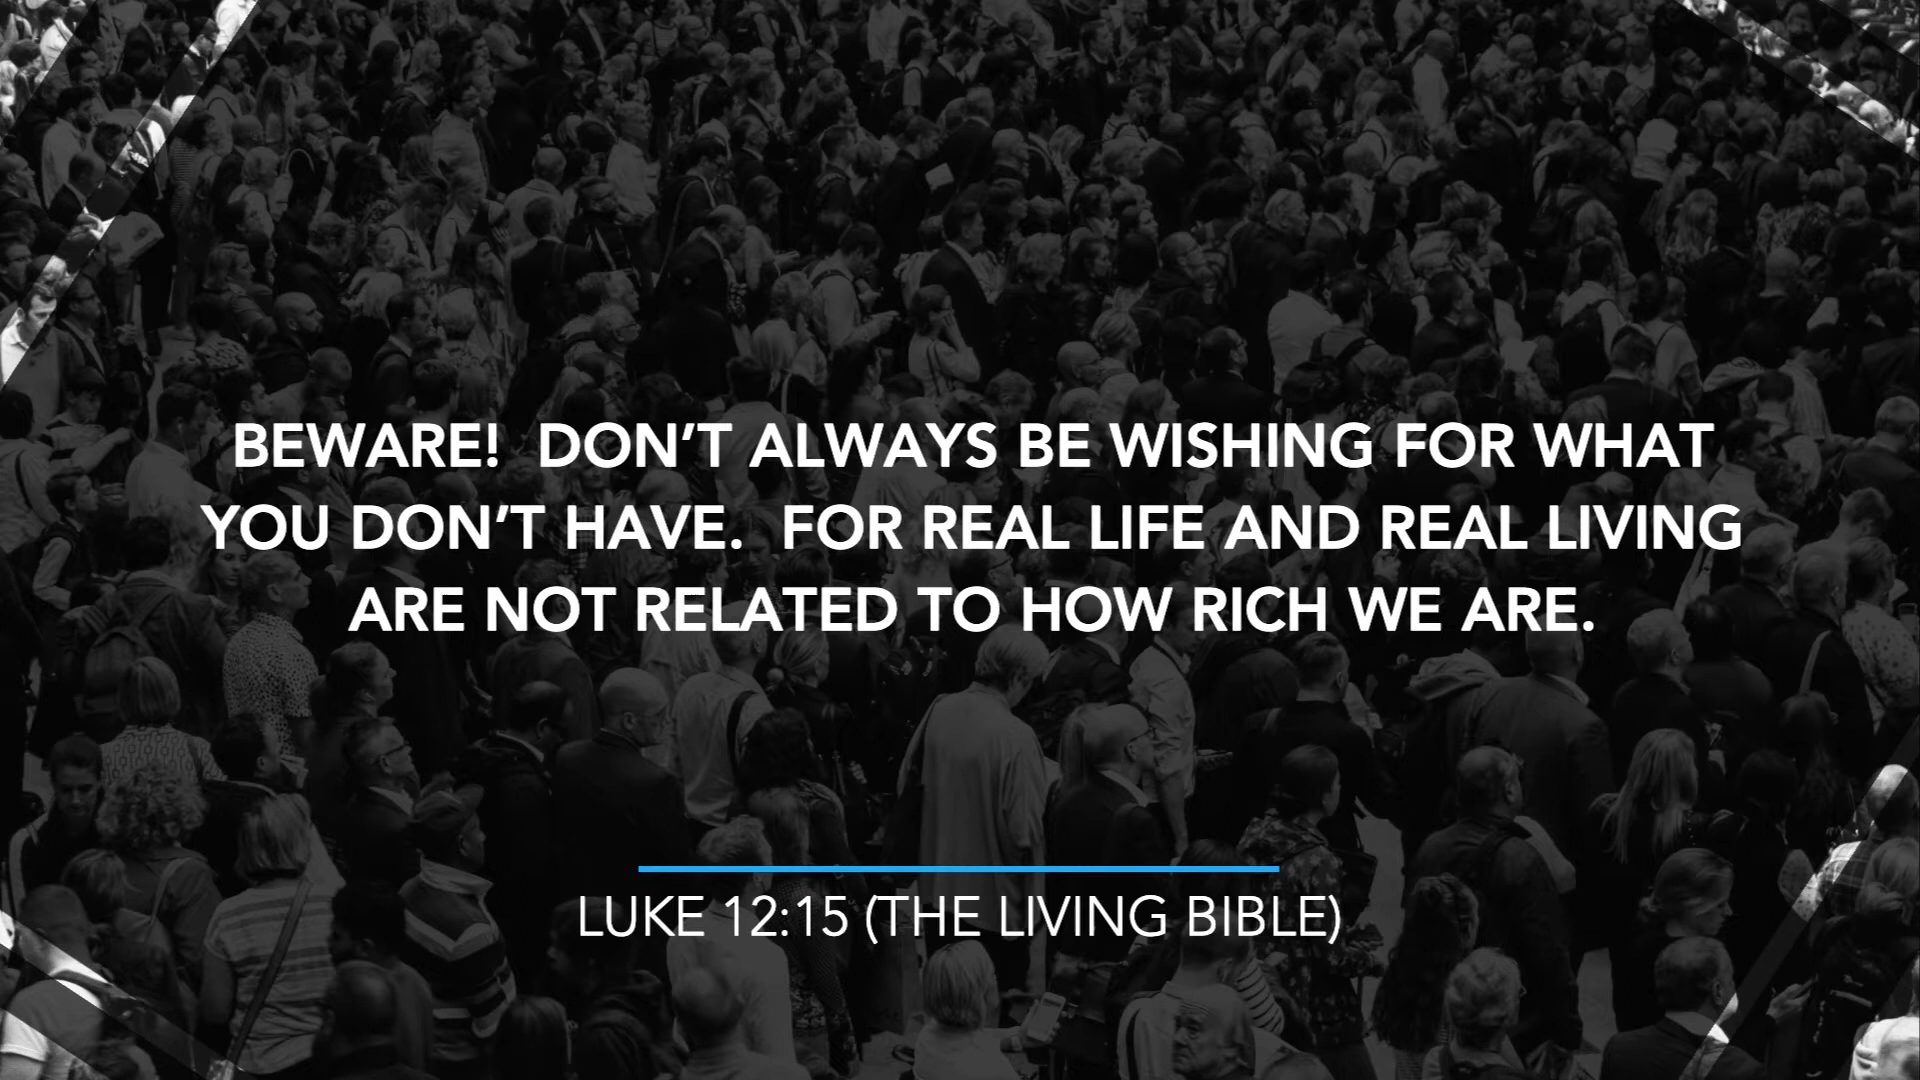 BEWARE!  DON’T ALWAYS BE WISHING FOR WHAT
YOU DON’T HAVE.  FOR REAL LIFE AND REAL LIVING
ARE NOT RELATED TO HOW RICH WE ARE.
LUKE 12:15 (THE LIVING BIBLE)